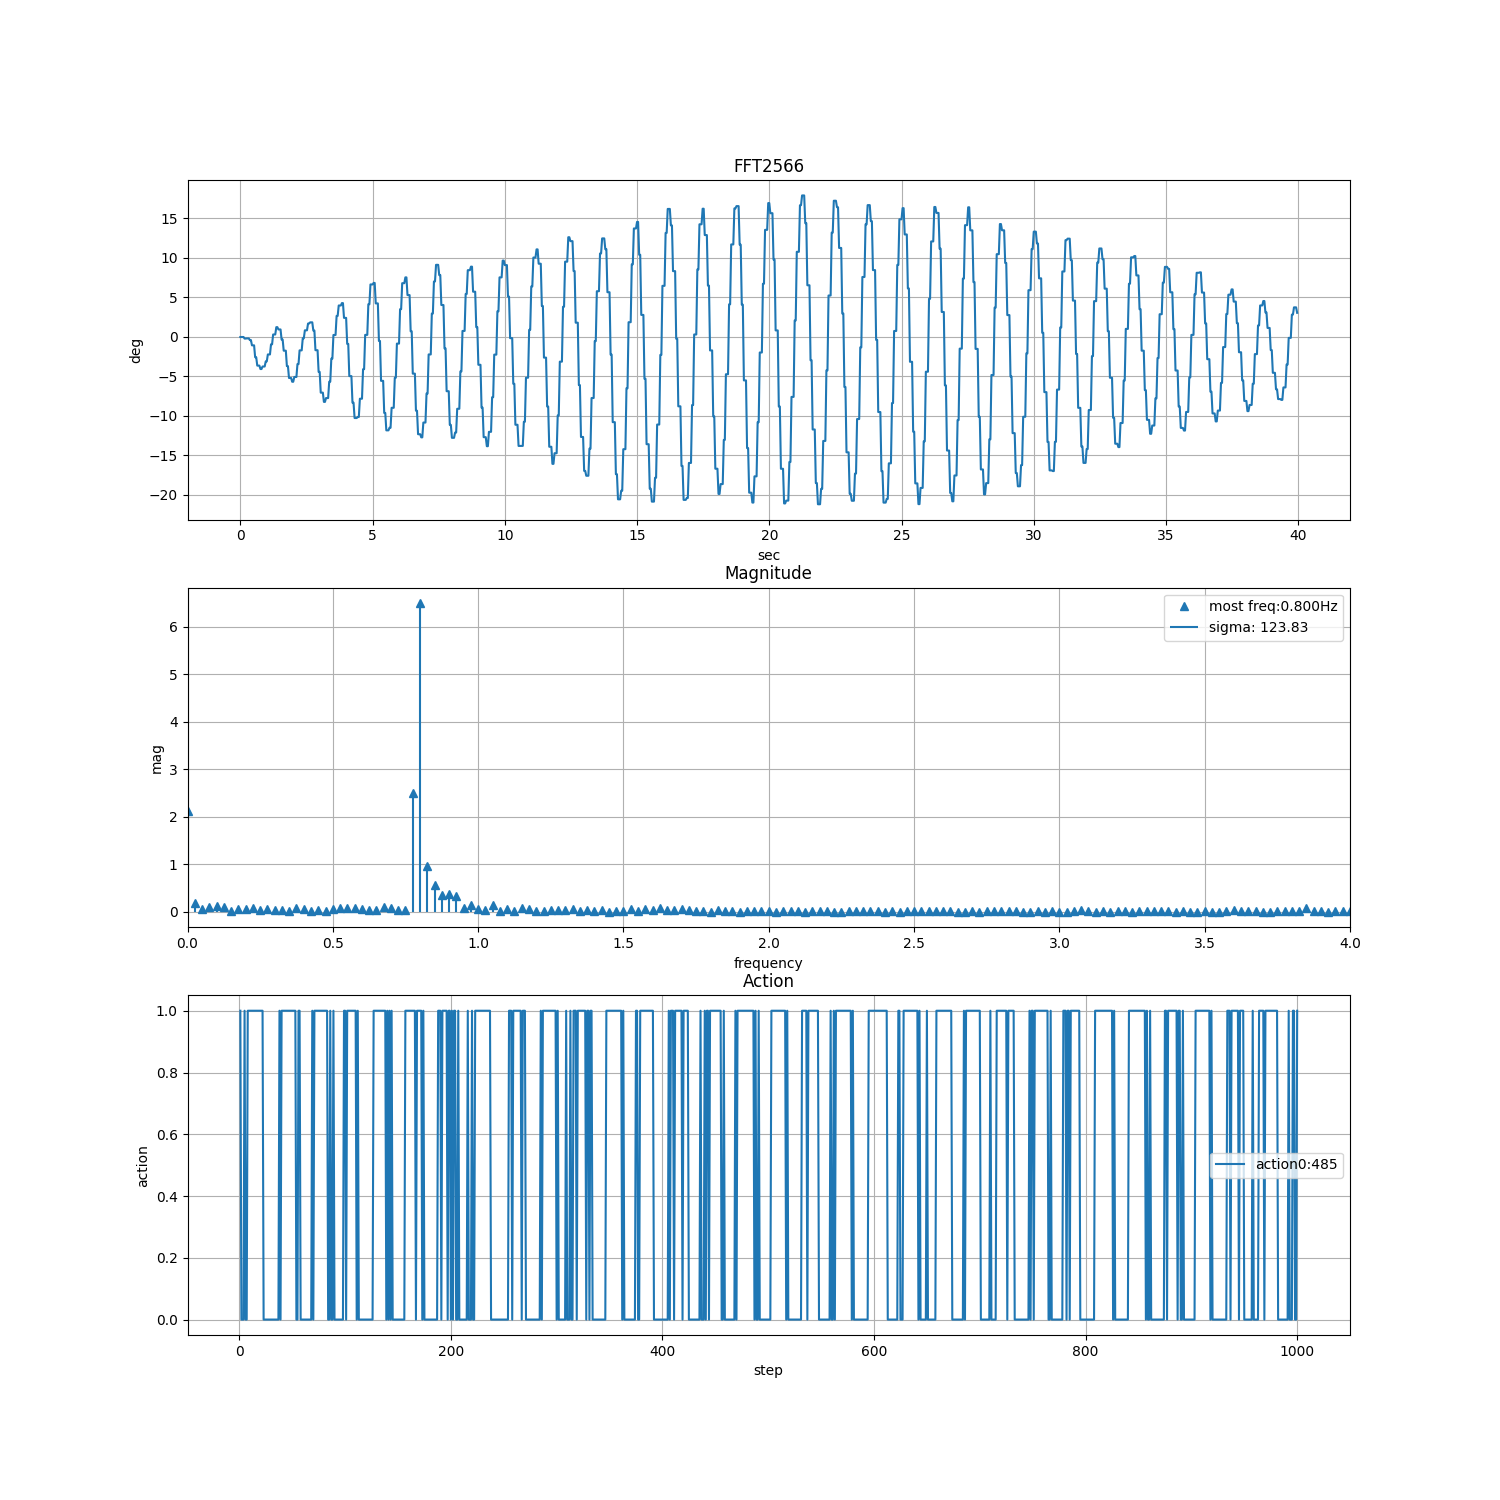 FFT2566
15
10
5
0
−5
−10
−15
−20
deg
0 5 10 15 20 25 30 35 40
sec
Magnitude
most freq:0.800Hz
sigma: 123.83
6
5
4
3
2
1
0
mag
0.0 0.5 1.0 1.5 2.0 2.5 3.0 3.5 4.0
frequency
Action
1.0
0.8
0.6
0.4
0.2
0.0
action
action0:485
0 200 400 600 800 1000
step